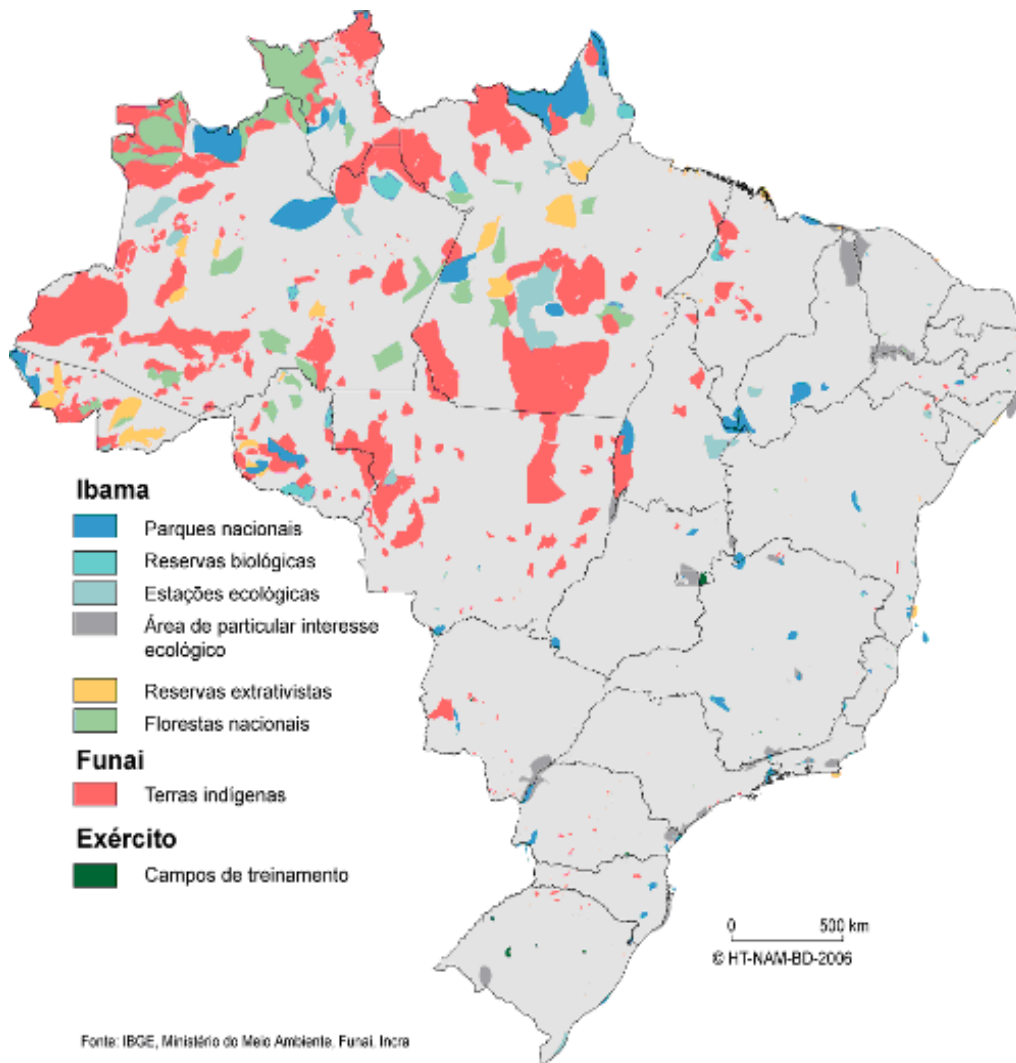 Ibama
Parques nacionais
Reservas biológicas
Estações ecológicas
Área de particular interesse
ecológico
Reservas extrativistas
Florestas nacionais
Funai
Terras indígenas
Exército
Campos de treinamento
0 500 km
© HT-NAM-BD-2006
Fonte: IBGE, Ministério do Meio Ambiente, Funai, Incra